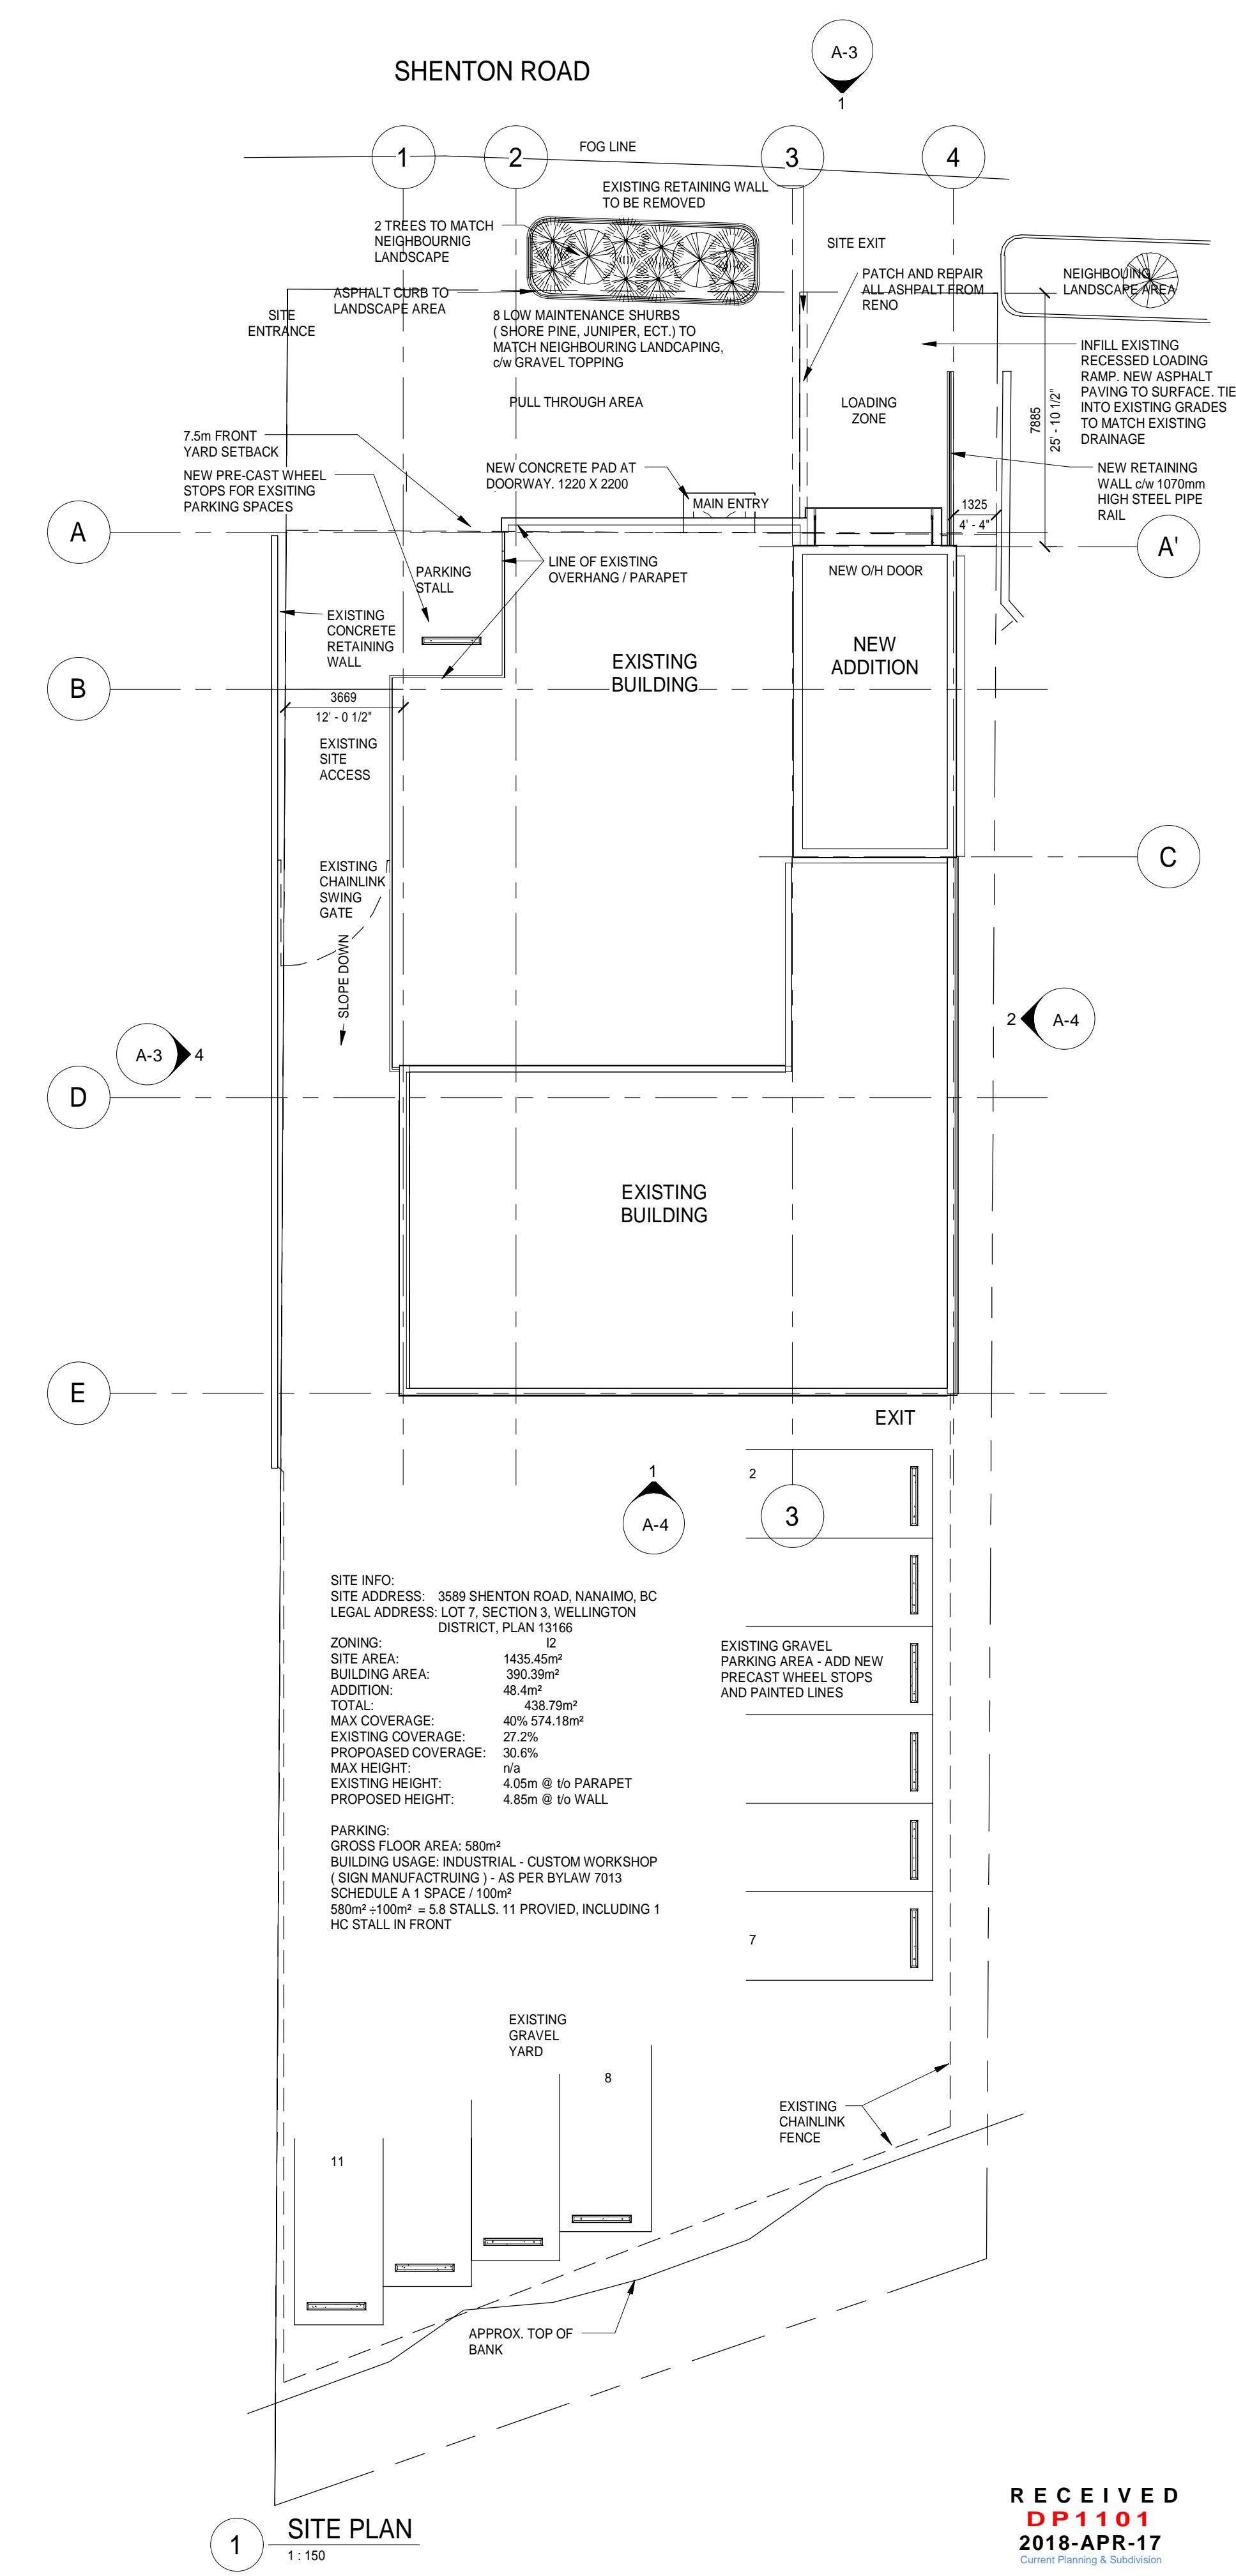 SHENTON ROAD
A-3
1
FOG LINE
1
2
3
4
EXISTING RETAINING WALL
TO BE REMOVED
2 TREES TO MATCH
NEIGHBOURNIG
LANDSCAPE
SITE EXIT
PATCH AND REPAIR
ALL ASHPALT FROM
RENO
NEIGHBOUING
LANDSCAPE AREA
ASPHALT CURB TO
LANDSCAPE AREA
SITE
ENTRANCE
8 LOW MAINTENANCE SHURBS
( SHORE PINE, JUNIPER, ECT.) TO
MATCH NEIGHBOURING LANDCAPING,
c/w GRAVEL TOPPING
INFILL EXISTING
RECESSED LOADING
RAMP. NEW ASPHALT
PAVING TO SURFACE. TIE
INTO EXISTING GRADES
TO MATCH EXISTING
DRAINAGE
PULL THROUGH AREA
LOADING
ZONE
7885
25' - 10 1/2"
7.5m FRONT
YARD SETBACK
NEW PRE-CAST WHEEL
STOPS FOR EXSITING
PARKING SPACES
NEW CONCRETE PAD AT
DOORWAY. 1220 X 2200
MAIN ENTRY
NEW RETAINING
WALL c/w 1070mm
HIGH STEEL PIPE
RAIL
1325
4' - 4"
A
A'
PARKING
STALL
LINE OF EXISTING
OVERHANG / PARAPET
NEW O/H DOOR
EXISTING
CONCRETE
RETAINING
WALL
NEW
ADDITION
EXISTING
BUILDING
B
3669
12' - 0 1/2"
EXISTING
SITE
ACCESS
C
EXISTING
CHAINLINK
SWING
GATE
SLOPE DOWN
2
A-4
A-3
4
D
EXISTING
BUILDING
E
EXIT
1
A-4
2
3
SITE INFO:
SITE ADDRESS: 3589 SHENTON ROAD, NANAIMO, BC
LEGAL ADDRESS: LOT 7, SECTION 3, WELLINGTON
DISTRICT, PLAN 13166
ZONING: I2
SITE AREA: 1435.45m²
BUILDING AREA: 390.39m²
ADDITION: 48.4m²
TOTAL: 438.79m²
MAX COVERAGE: 40% 574.18m²
EXISTING COVERAGE: 27.2%
PROPOASED COVERAGE: 30.6%
MAX HEIGHT: n/a
EXISTING HEIGHT: 4.05m @ t/o PARAPET
PROPOSED HEIGHT: 4.85m @ t/o WALL
EXISTING GRAVEL
PARKING AREA - ADD NEW
PRECAST WHEEL STOPS
AND PAINTED LINES
PARKING:
GROSS FLOOR AREA: 580m²
BUILDING USAGE: INDUSTRIAL - CUSTOM WORKSHOP
( SIGN MANUFACTRUING ) - AS PER BYLAW 7013
SCHEDULE A 1 SPACE / 100m²
580m² ÷100m² = 5.8 STALLS. 11 PROVIED, INCLUDING 1
HC STALL IN FRONT
7
EXISTING
GRAVEL
YARD
8
11
EXISTING
CHAINLINK
FENCE
APPROX. TOP OF
BANK
1
SITE PLAN
1 : 150
RECEIVED
DP1101
2018-APR-17
Current Planning & Subdivision